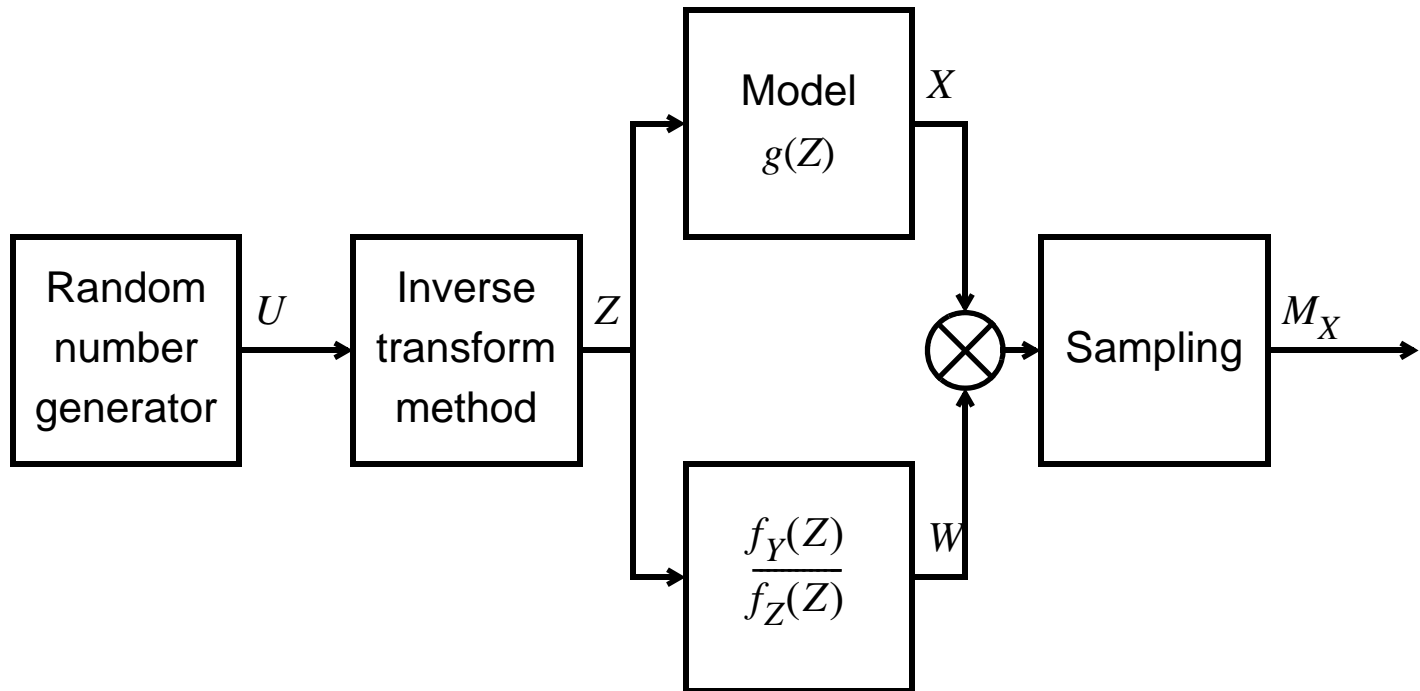 Random
number
generator
U
Inverse
transform
method
Z
Model
g(Z)
X
f_Y(Z)
f_Z(Z)
W
Sampling
M_X